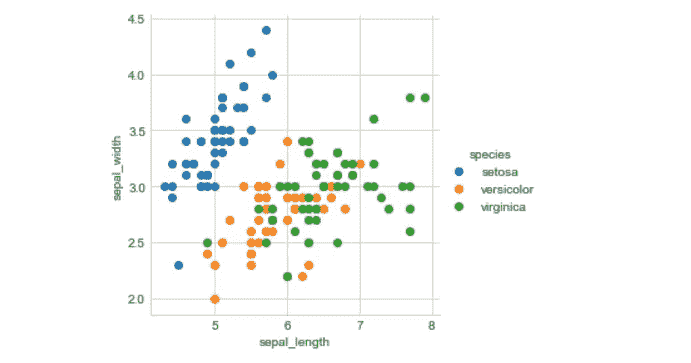 4.5
4.0
3.5
3.0
2.5
2.0
sepal_width
5 6 7 8
sepal_length
species
setosa
versicolor
virginica